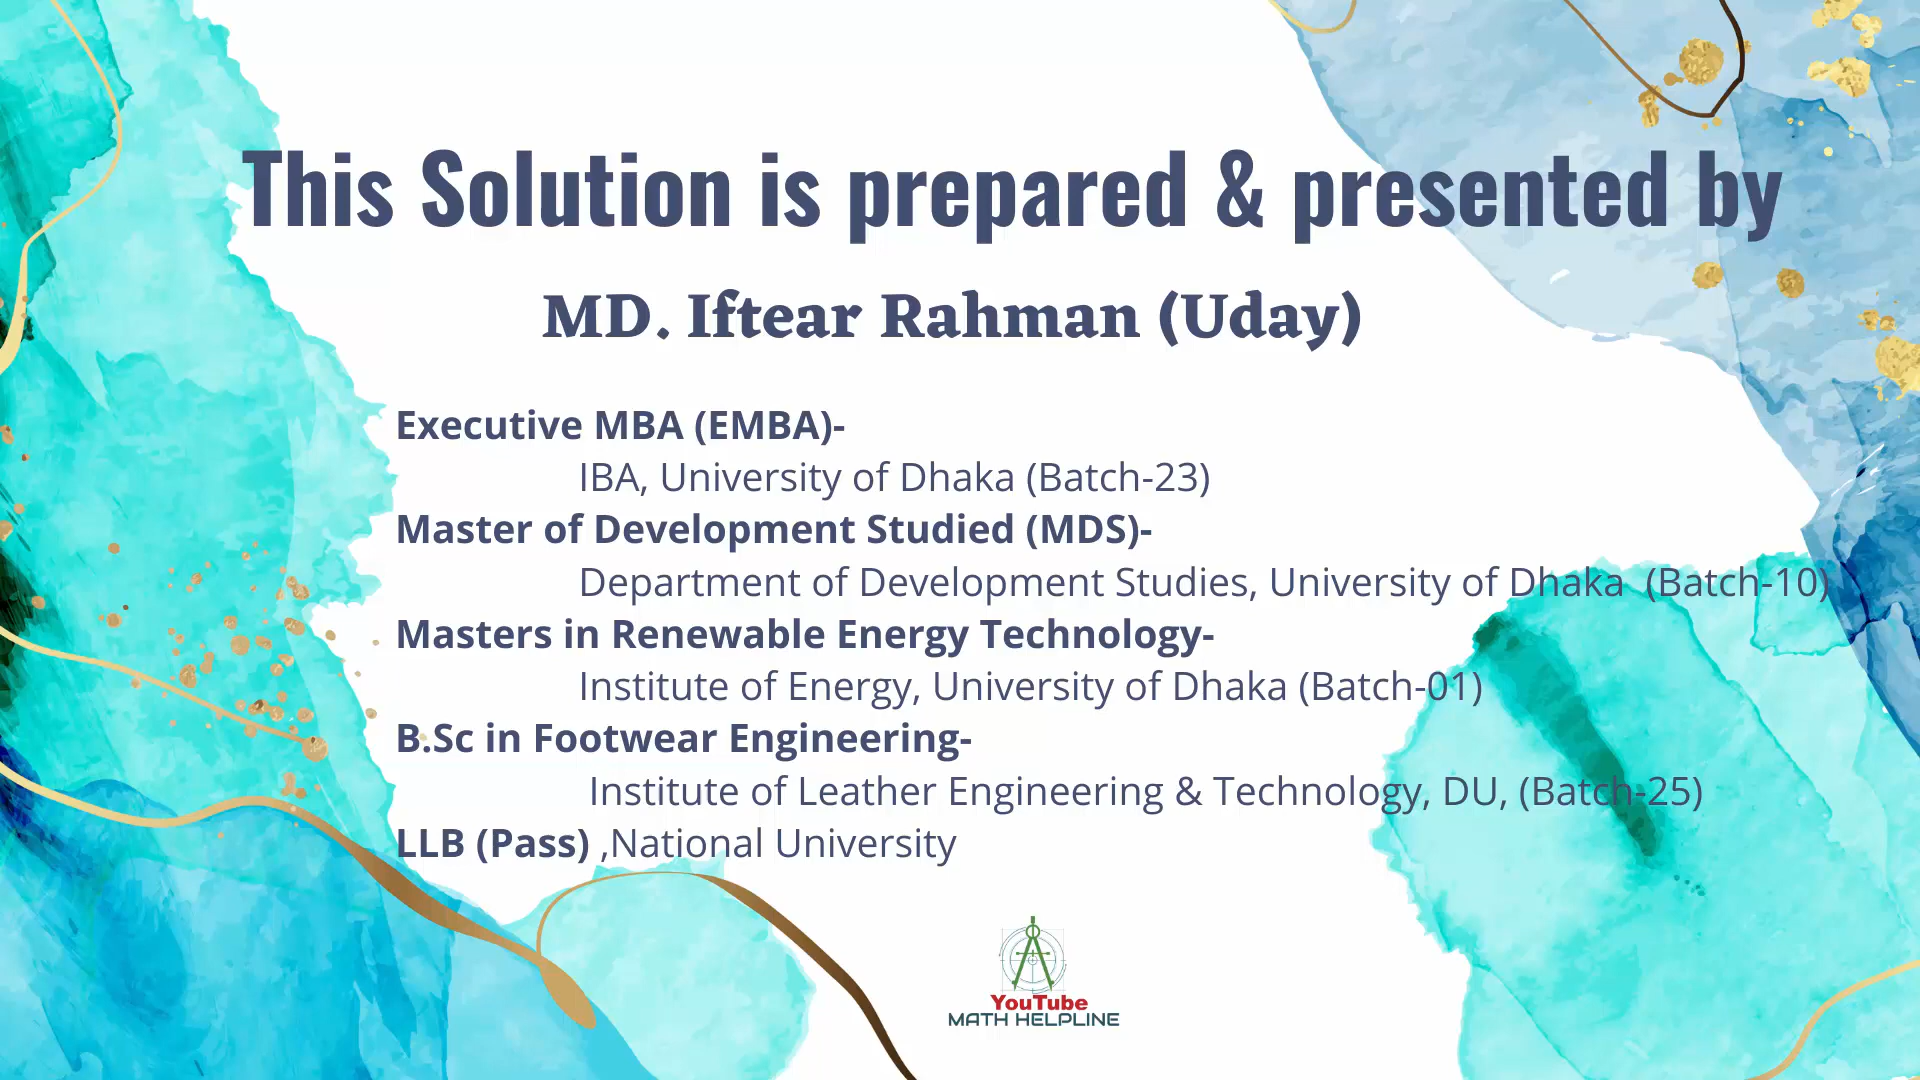 This Solution is prepared & presented by
MD. Iftear Rahman (Uday)
Executive MBA (EMBA)-
IBA, University of Dhaka (Batch-23)
Master of Development Studied (MDS)-
Department of Development Studies, University of Dhaka (Batch-10)
Masters in Renewable Energy Technology-
Institute of Energy, University of Dhaka (Batch-01)
B.Sc in Footwear Engineering-
Institute of Leather Engineering & Technology, DU, (Batch-25)
LLB (Pass) ,National University
YouTube
MATH HELPLINE